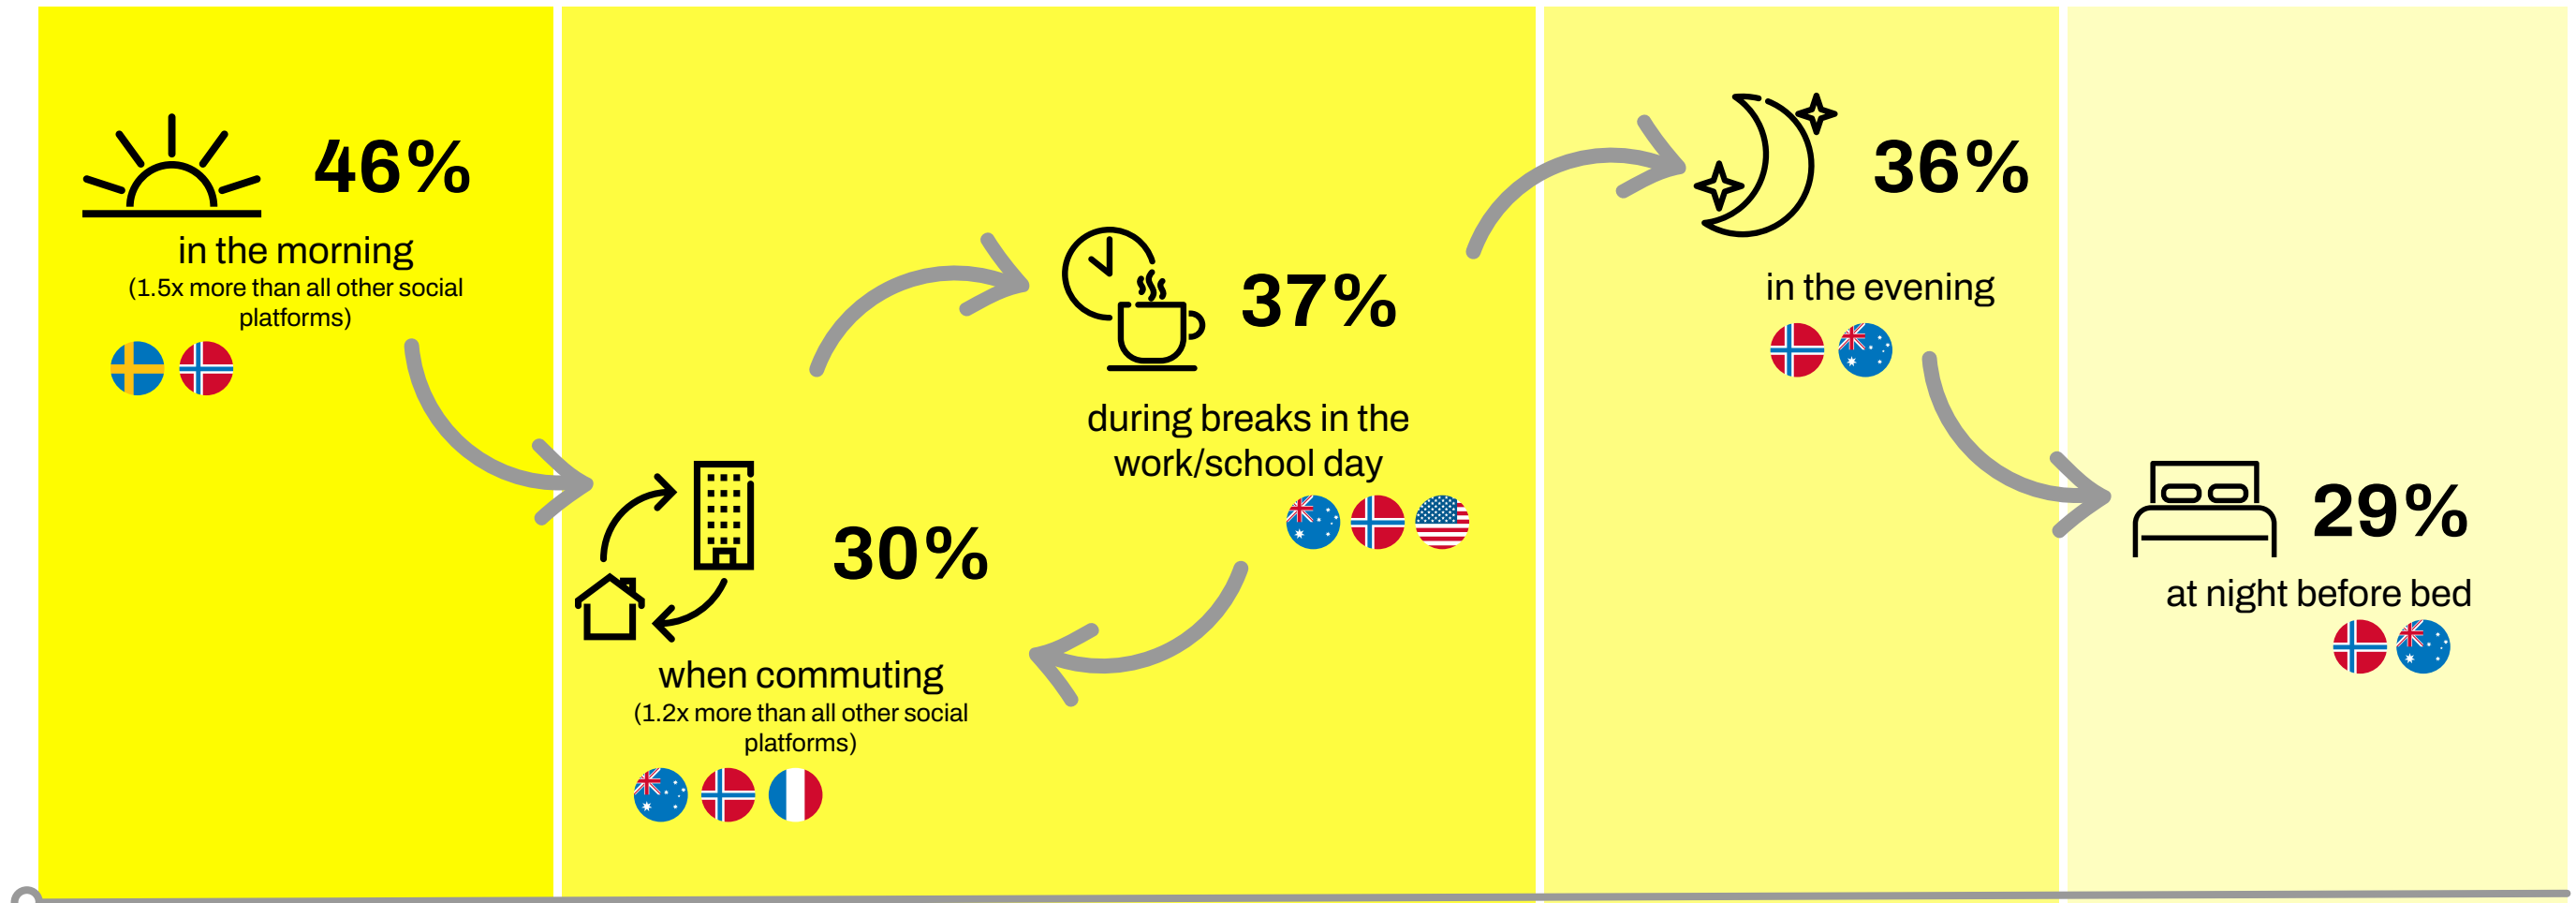 46%
in the morning
(1.5x more than all other social
platforms)
30%
when commuting
(1.2x more than all other social
platforms)
37%
during breaks in the
work/school day
36%
in the evening
29%
at night before bed